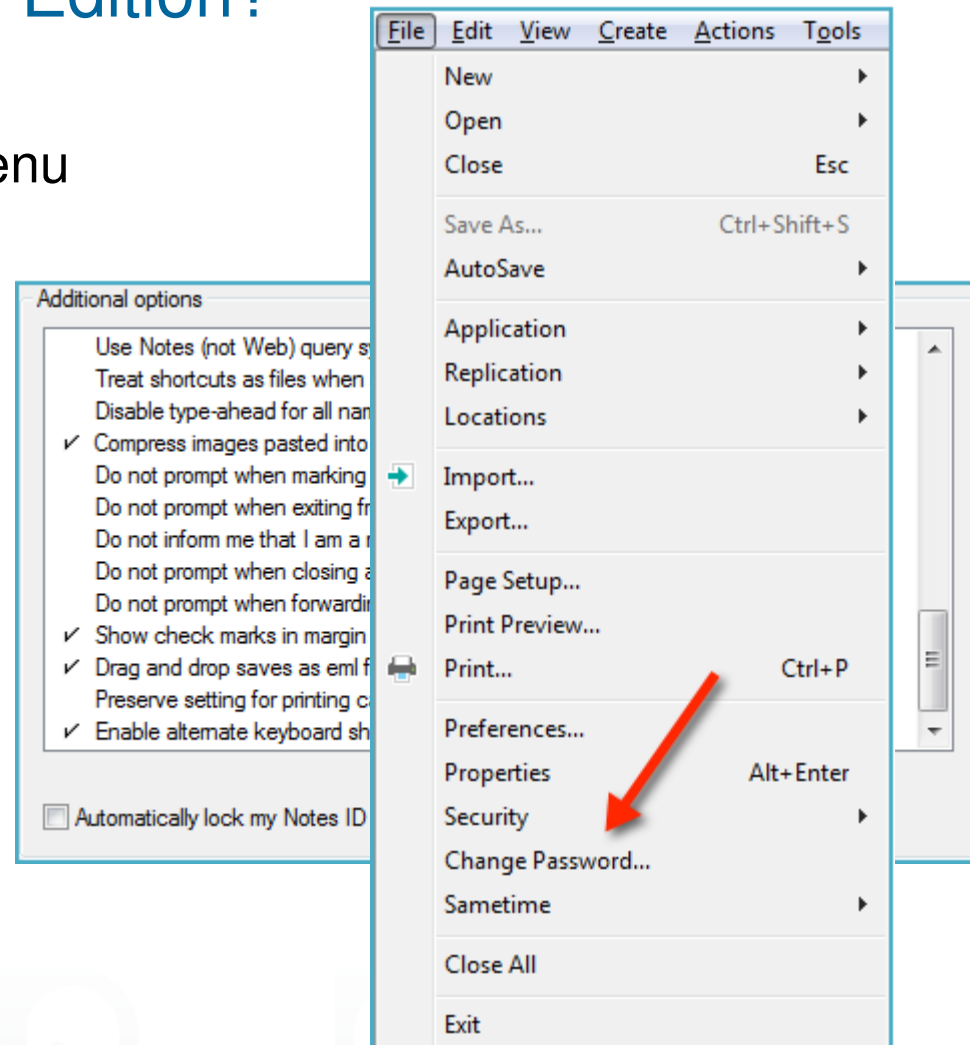 Edition?
enu
File Edit View Create Actions Tools
New
Open
Close Esc
Save As... Ctrl+Shift+S
AutoSave
Application
Replication
Locations
Import...
Export...
Page Setup...
Print Preview...
Print... Ctrl+P
Preferences...
Properties Alt+Enter
Security
Change Password...
Sametime
Close All
Exit
Additional options
Use Notes (not Web) query sy
Treat shortcuts as files when
Disable type-ahead for all nam
✓ Compress images pasted into
Do not prompt when marking
Do not prompt when exiting fr
Do not inform me that I am a r
Do not prompt when closing a
Do not prompt when forwardin
✓ Show check marks in margin
✓ Drag and drop saves as eml f
Preserve setting for printing ca
✓ Enable alternate keyboard sh
Automatically lock my Notes ID